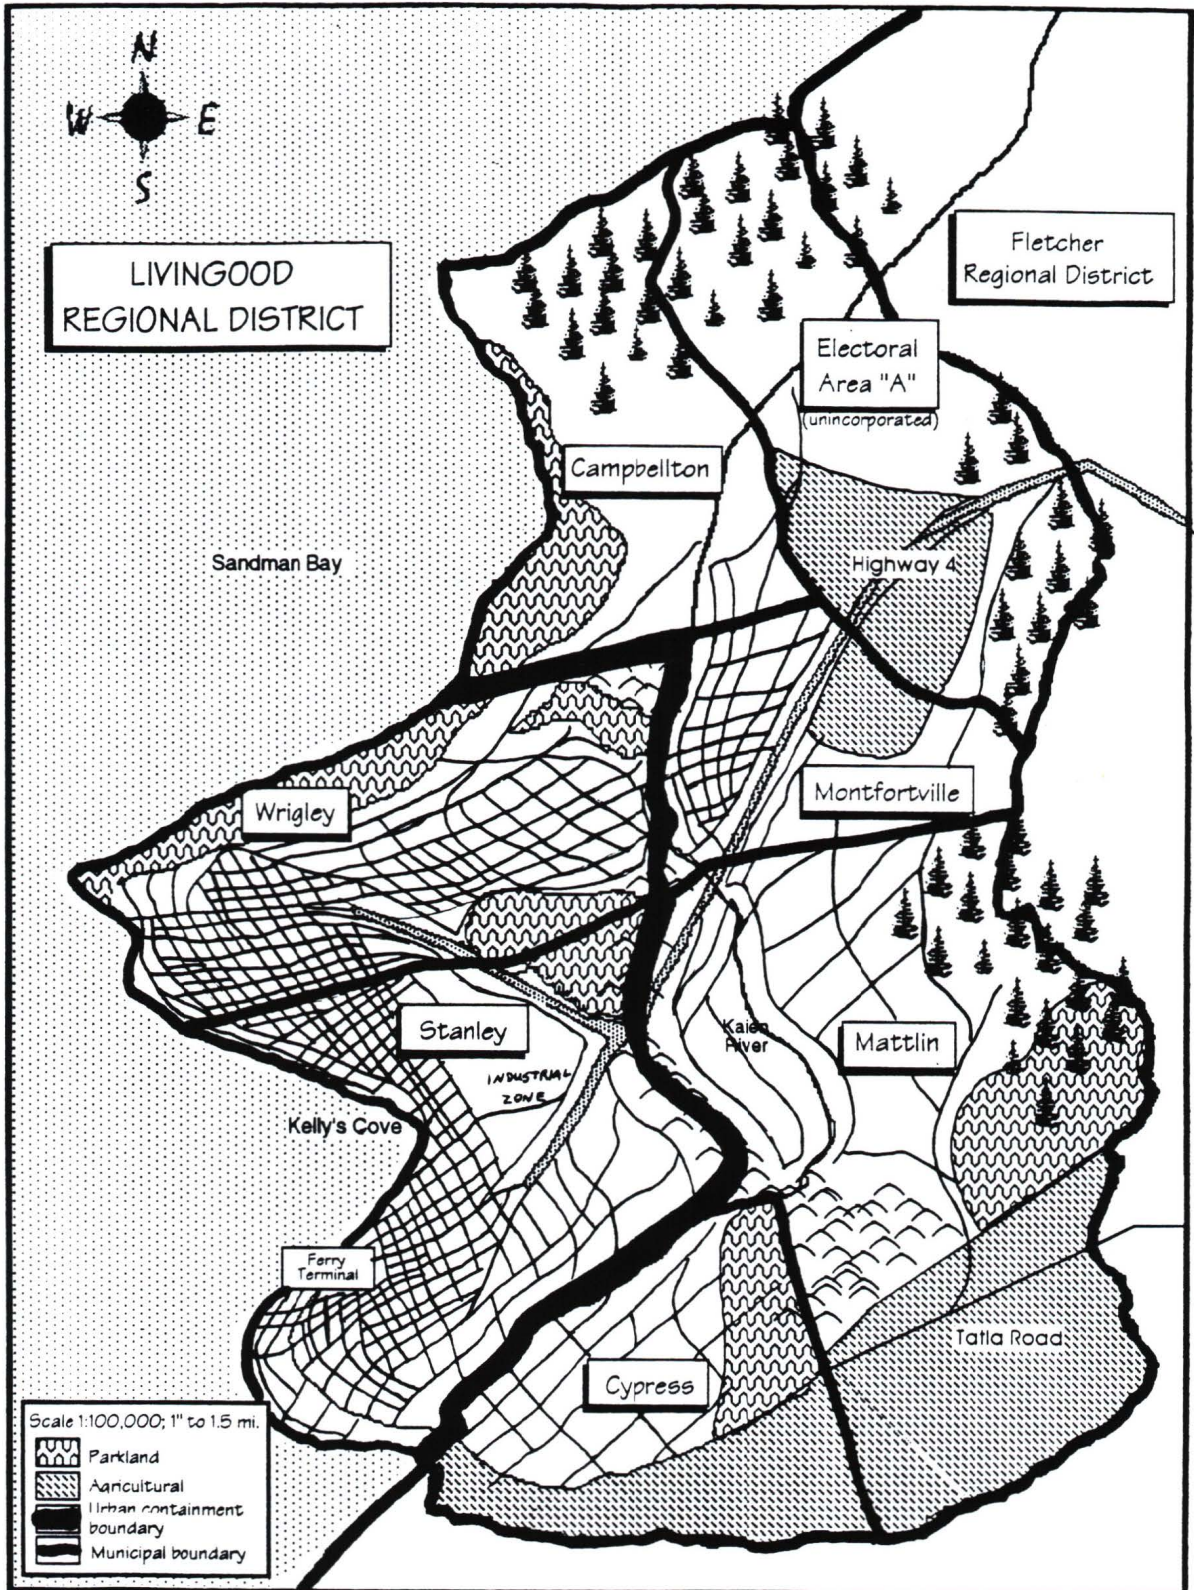 N
W E
S
LIVINGOOD
REGIONAL DISTRICT
Fletcher
Regional District
Electoral
Area "A"
(unincorporated)
Campbellton
Sandman Bay
Highway 4
Montfortville
Wrigley
Stanley
Kaien
River
Mattlin
INDUSTRIAL
ZONE
Kelly's Cove
Ferry
Terminal
Tatla Road
Cypress
Scale 1:100,000; 1" to 1.5 mi.
Parkland
Agricultural
Urban containment
boundary
Municipal boundary